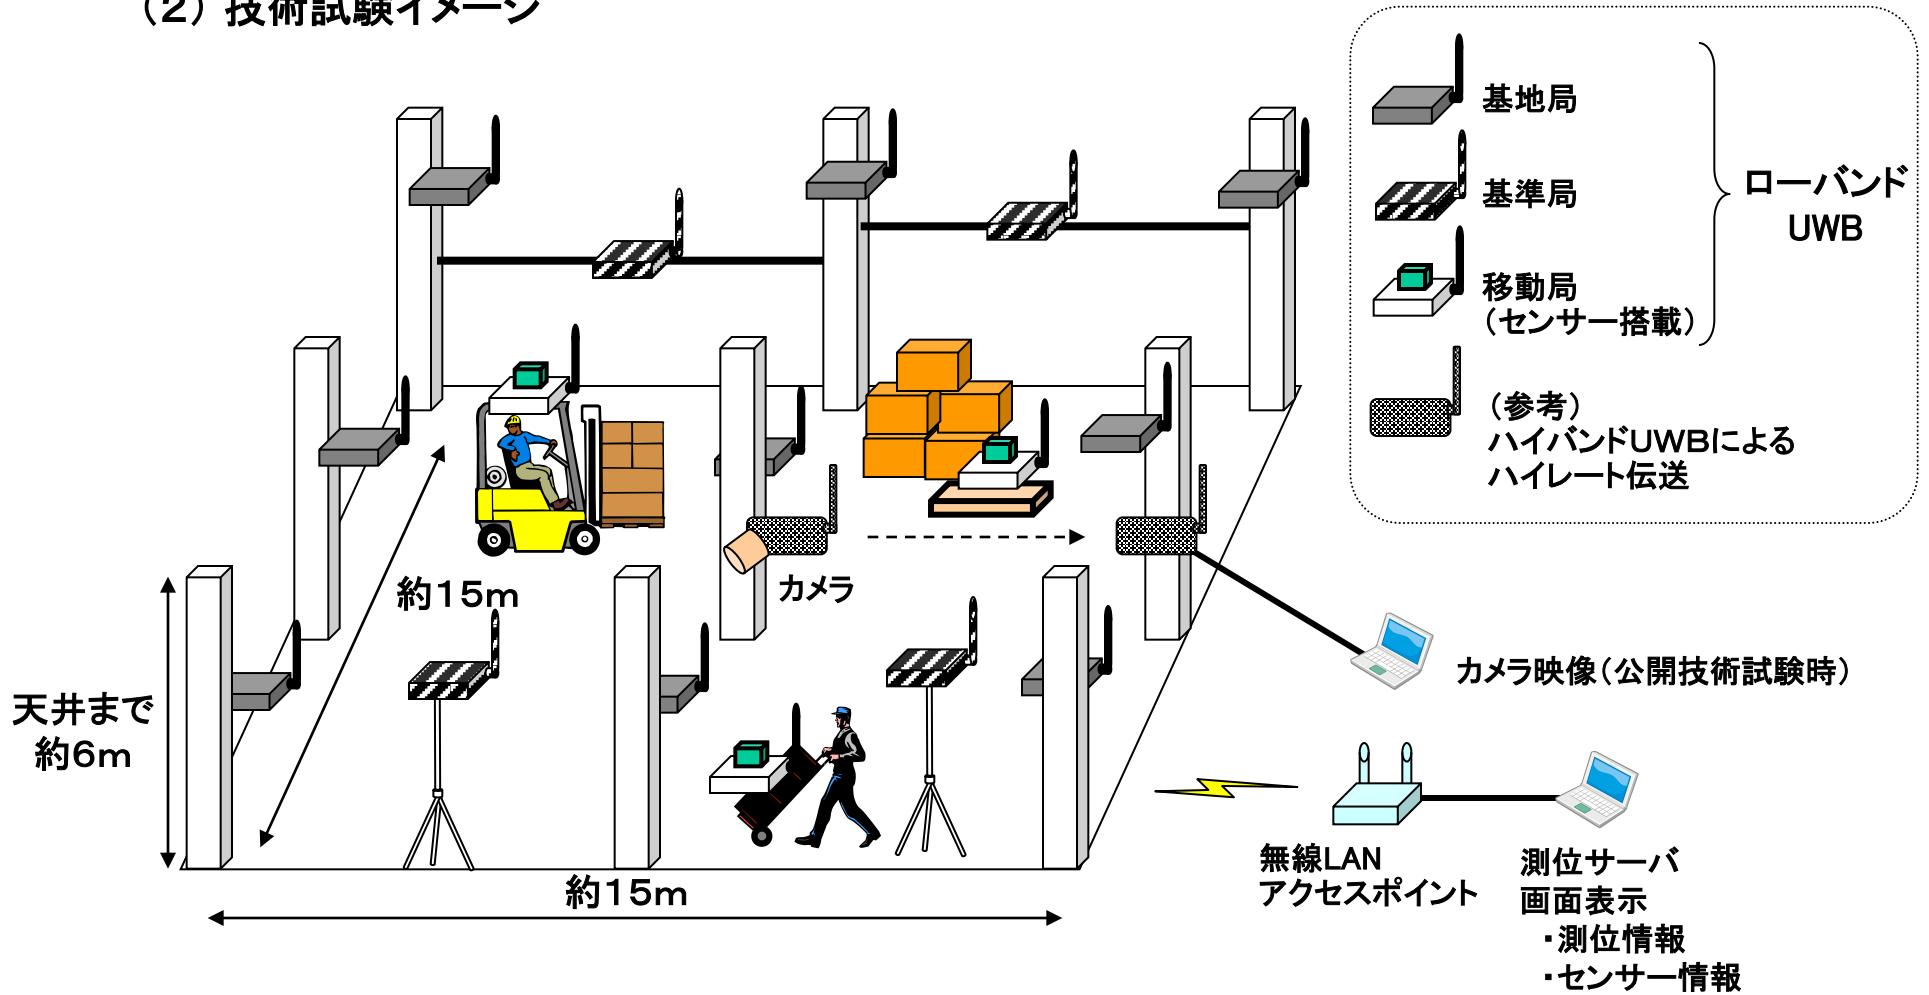 （2）技術試験イメージ
基地局
基準局
移動局
（センサー搭載）
ローバンド
UWB
（参考）
ハイバンドUWBによる
ハイレート伝送
約15m
カメラ
天井まで
約6m
カメラ映像（公開技術試験時）
約15m
無線LAN
アクセスポイント
測位サーバ
画面表示
・測位情報
・センサー情報